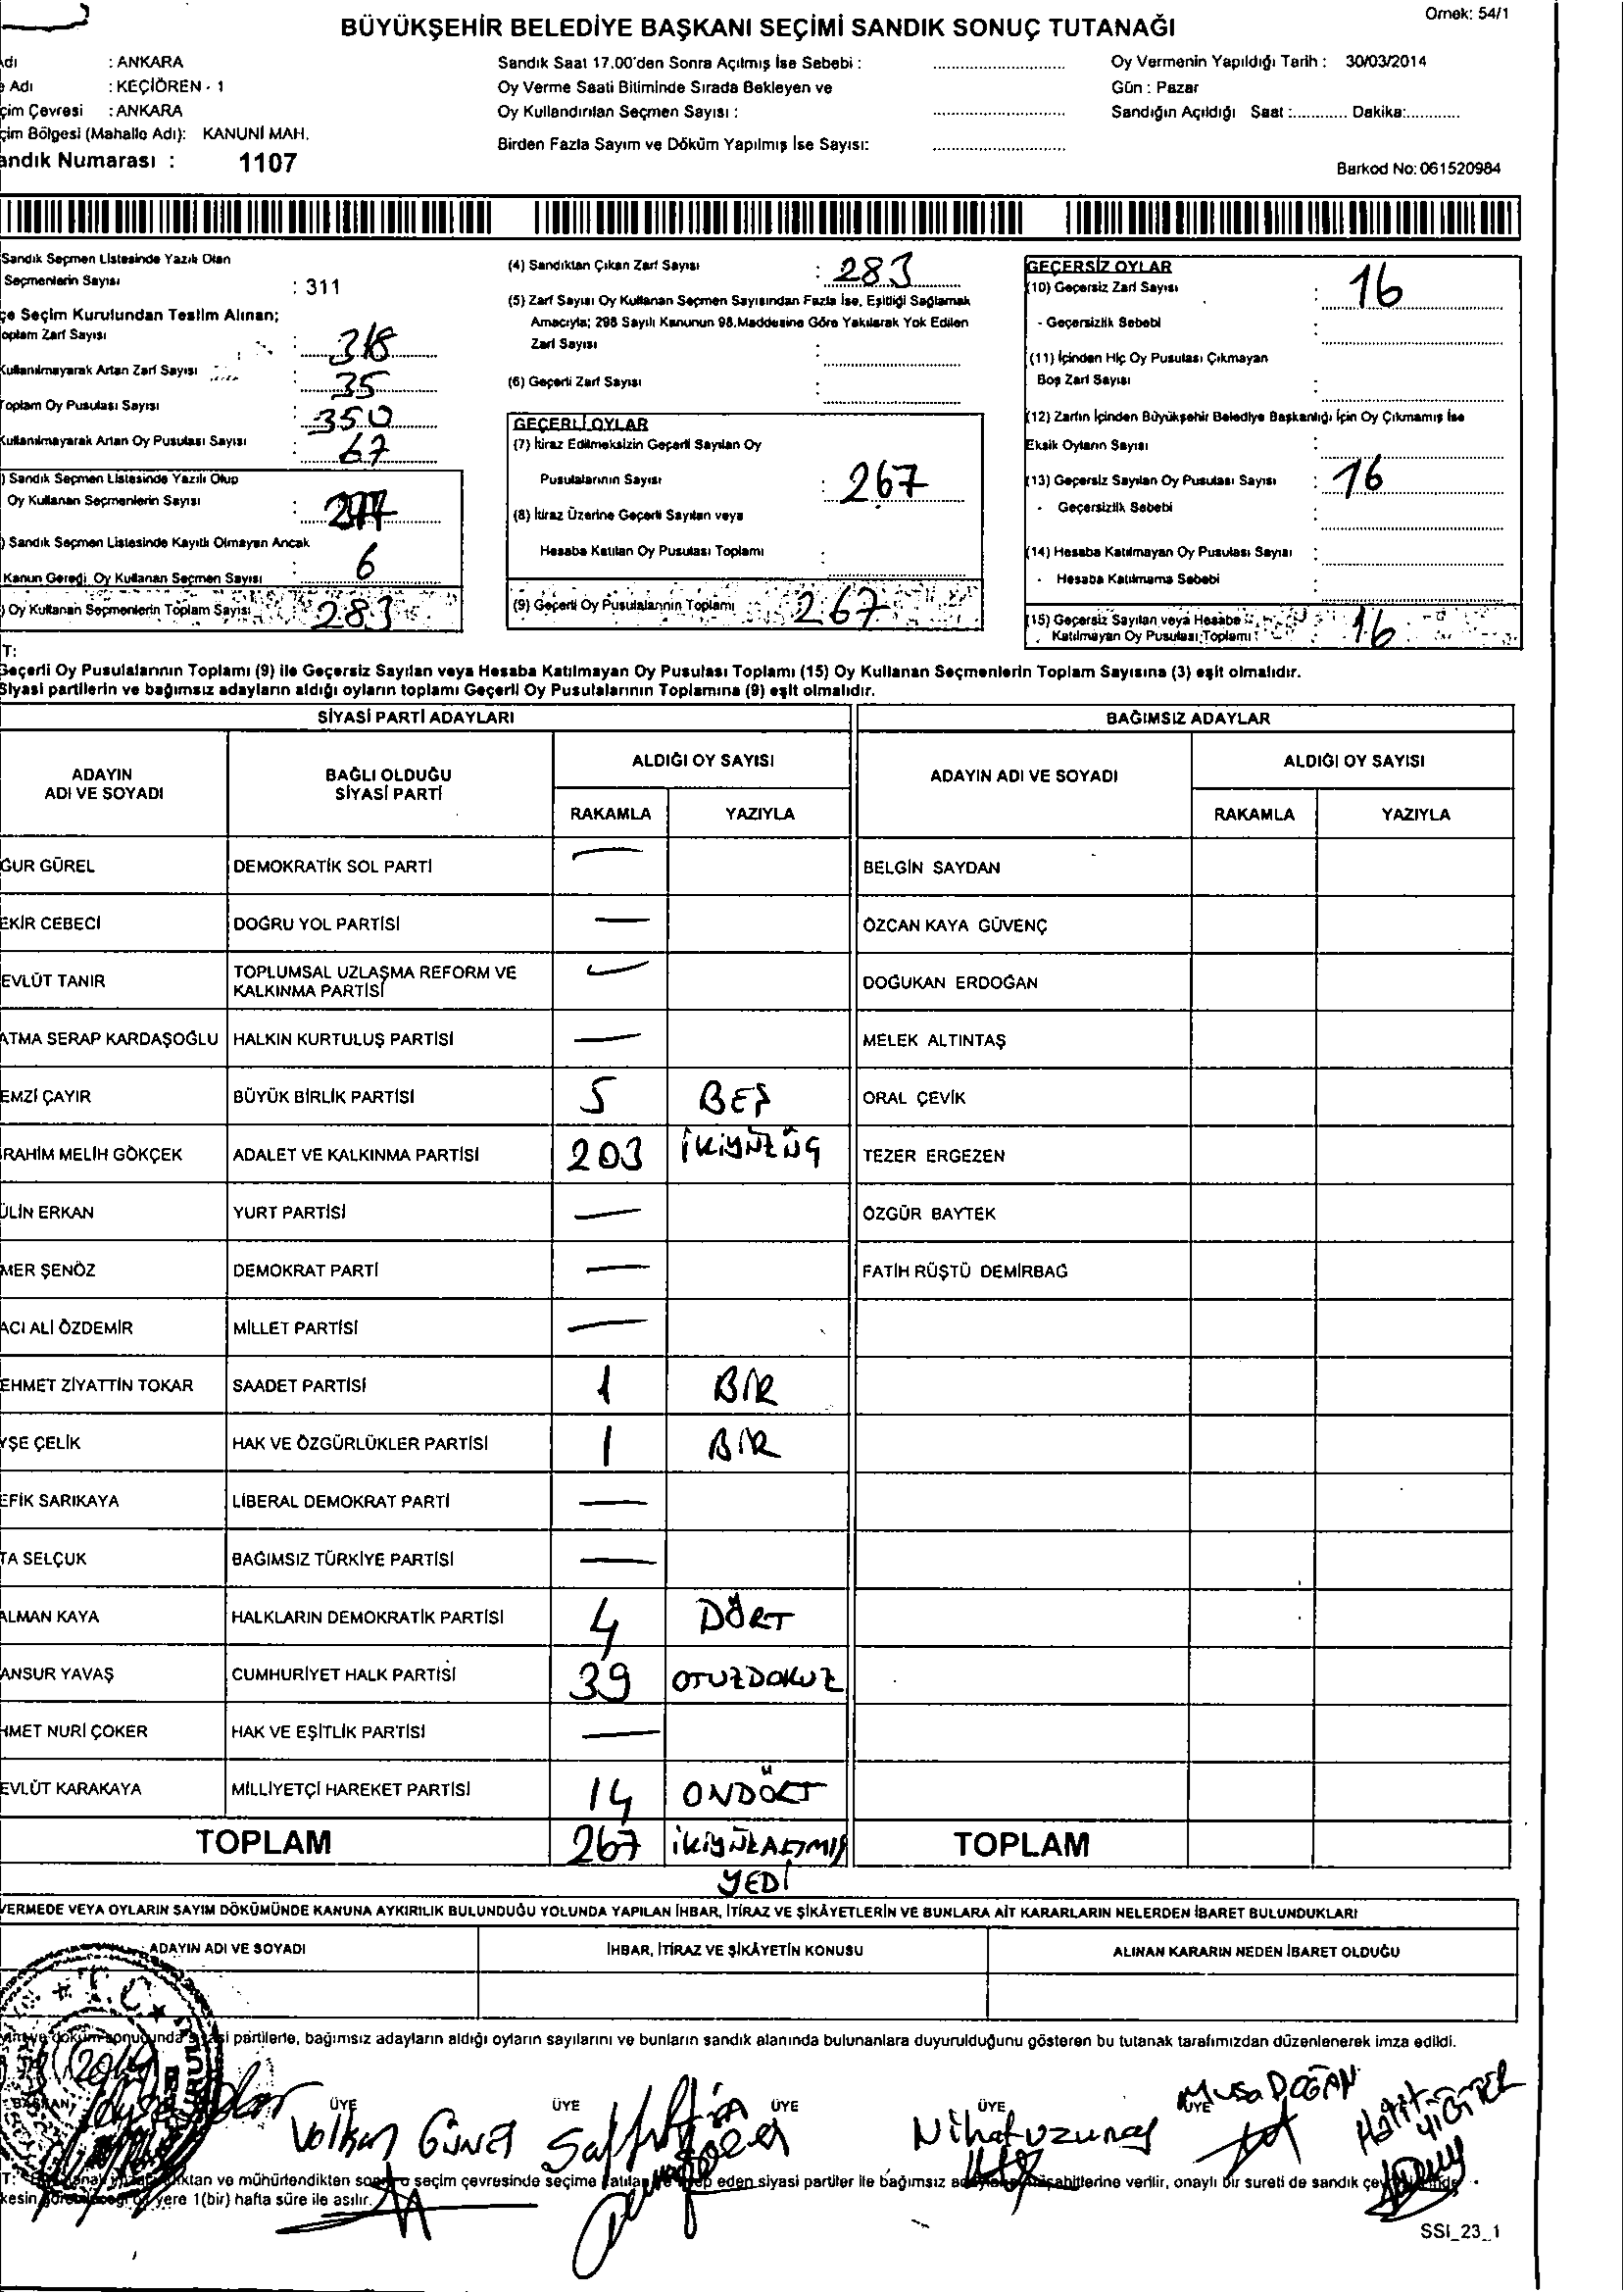 Örnek: 54/1
BÜYÜKŞEHİR BELEDİYE BAŞKANI SEÇİMİ SANDIK SONUÇ TUTANAĞI
dı : ANKARA
Adı : KEÇİÖREN - 1
çim Çevresi : ANKARA
çim Bölgesi (Mahalle Adı): KANUNİ MAH.
andık Numarası : 1107
Sandık Saat 17.00'den Sonra Açılmış İse Sebebi :
Oy Verme Saati Bitiminde Sırada Bekleyen ve
Oy Kullandırılan Seçmen Sayısı :
Birden Fazla Sayım ve Döküm Yapılmış İse Sayısı:
Oy Vermenin Yapıldığı Tarih : 30/03/2014
Gün : Pazar
Sandığın Açıldığı Saat :............ Dakika:............
Barkod No: 061520984
Sandık Seçmen Listesinde Yazılı Olan
Seçmenlerin Sayısı : 311
çe Seçim Kurulundan Teslim Alınan;
oplam Zarf Sayısı : 318
Kullanılmayarak Artan Zarf Sayısı : 35
Toplam Oy Pusulası Sayısı : 350
Kullanılmayarak Artan Oy Pusulası Sayısı : 67
) Sandık Seçmen Listesinde Yazılı Olup
Oy Kullanan Seçmenlerin Sayısı : 277
) Sandık Seçmen Listesinde Kayıtlı Olmayan Ancak
Kanun Gereği Oy Kullanan Seçmen Sayısı : 6
) Oy Kullanan Seçmenlerin Toplam Sayısı 283
(4) Sandıktan Çıkan Zarf Sayısı : 283
(5) Zarf Sayısı Oy Kullanan Seçmen Sayısından Fazla İse, Eşitliği Sağlamak
Amacıyla; 298 Sayılı Kanunun 98.Maddesine Göre Yakılarak Yok Edilen
Zarf Sayısı :
(6) Geçerli Zarf Sayısı :
GEÇERLİ OYLAR
(7) İtiraz Edilmeksizin Geçerli Sayılan Oy
Pusulalarının Sayısı : 267
(8) İtiraz Üzerine Geçerli Sayılan veya
Hesaba Katılan Oy Pusulası Toplamı :
(9) Geçerli Oy Pusulalarının Toplamı 267
GEÇERSİZ OYLAR
(10) Geçersiz Zarf Sayısı : 16
- Geçersizlik Sebebi :
(11) İçinden Hiç Oy Pusulası Çıkmayan
Boş Zarf Sayısı :
(12) Zarfın İçinden Büyükşehir Belediye Başkanlığı İçin Oy Çıkmamış İse
Eksik Oyların Sayısı :
(13) Geçersiz Sayılan Oy Pusulası Sayısı : 16
- Geçersizlik Sebebi
(14) Hesaba Katılmayan Oy Pusulası Sayısı :
- Hesaba Katılmama Sebebi :
(15) Geçersiz Sayılan veya Hesaba
Katılmayan Oy Pusulası Toplamı : 16
T:
Geçerli Oy Pusulalarının Toplamı (9) ile Geçersiz Sayılan veya Hesaba Katılmayan Oy Pusulası Toplamı (15) Oy Kullanan Seçmenlerin Toplam Sayısına (3) eşit olmalıdır.
Siyasi partilerin ve bağımsız adayların aldığı oyların toplamı Geçerli Oy Pusulalarının Toplamına (9) eşit olmalıdır.
SİYASİ PARTİ ADAYLARI BAĞIMSIZ ADAYLAR
ADAYIN ADI VE SOYADI BAĞLI OLDUĞU SİYASİ PARTİ ALDIĞI OY SAYISI ADAYIN ADI VE SOYADI ALDIĞI OY SAYISI
RAKAMLA YAZIYLA RAKAMLA YAZIYLA
ĞUR GÜREL DEMOKRATİK SOL PARTİ — BELGİN SAYDAN
EKİR CEBECİ DOĞRU YOL PARTİSİ — ÖZCAN KAYA GÜVENÇ
EVLÜT TANIR TOPLUMSAL UZLAŞMA REFORM VE KALKINMA PARTİSİ — DOĞUKAN ERDOĞAN
ATMA SERAP KARDAŞOĞLU HALKIN KURTULUŞ PARTİSİ — MELEK ALTINTAŞ
EMZİ ÇAYIR BÜYÜK BİRLİK PARTİSİ 5 BEŞ ORAL ÇEVİK
RAHİM MELİH GÖKÇEK ADALET VE KALKINMA PARTİSİ 203 İKİYÜZÜÇ TEZER ERGEZEN
ÜLİN ERKAN YURT PARTİSİ — ÖZGÜR BAYTEK
MER ŞENÖZ DEMOKRAT PARTİ — FATİH RÜŞTÜ DEMİRBAĞ
ACI ALİ ÖZDEMİR MİLLET PARTİSİ —
EHMET ZİYATTİN TOKAR SAADET PARTİSİ 1 BİR
YŞE ÇELİK HAK VE ÖZGÜRLÜKLER PARTİSİ 1 BİR
EFİK SARIKAYA LİBERAL DEMOKRAT PARTİ —
TA SELÇUK BAĞIMSIZ TÜRKİYE PARTİSİ —
ALMAN KAYA HALKLARIN DEMOKRATİK PARTİSİ 4 DÖRT
ANSUR YAVAŞ CUMHURİYET HALK PARTİSİ 39 OTUZDOKUZ
HMET NURİ ÇOKER HAK VE EŞİTLİK PARTİSİ —
EVLÜT KARAKAYA MİLLİYETÇİ HAREKET PARTİSİ 14 ONDÖRT
TOPLAM 267 İKİYÜZALTMIŞ TOPLAM
YEDİ
VERMEDE VEYA OYLARIN SAYIM DÖKÜMÜNDE KANUNA AYKIRILIK BULUNDUĞU YOLUNDA YAPILAN İHBAR, İTİRAZ VE ŞİKÂYETLERİN VE BUNLARA AİT KARARLARIN NELERDEN İBARET BULUNDUKLARI
ADAYIN ADI VE SOYADI İHBAR, İTİRAZ VE ŞİKÂYETİN KONUSU ALINAN KARARIN NEDEN İBARET OLDUĞU
T.C.
partilerle, bağımsız adayların aldığı oyların sayılarını ve bunların sandık alanında bulunanlara duyurulduğunu gösteren bu tutanak tarafımızdan düzenlenerek imza edildi.
BAŞKAN ÜYE ÜYE ÜYE ÜYE ÜYE
Volkan Güneş Nihat Uzunay Musa DOĞAN
ve mühürlendikten seçim çevresinde seçime eden siyasi partiler ile bağımsız verilir, onaylı bir sureti de sandık
yere 1(bir) hafta süre ile asılır.
SSI_23_1